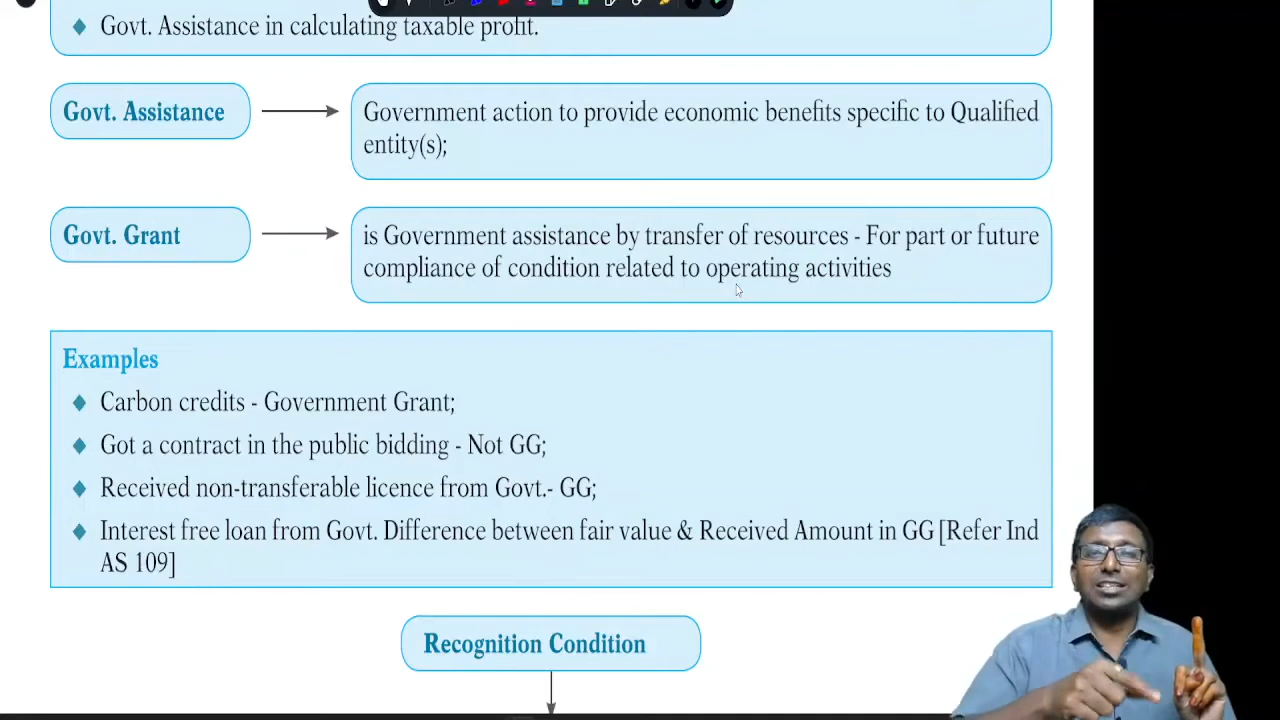 Govt. Assistance in calculating taxable profit.
Govt. Assistance
Government action to provide economic benefits specific to Qualified
entity(s);
Govt. Grant
is Government assistance by transfer of resources - For part or future
compliance of condition related to operating activities
Examples
Carbon credits - Government Grant;
Got a contract in the public bidding - Not GG;
Received non-transferable licence from Govt.- GG;
Interest free loan from Govt. Difference between fair value & Received Amount in GG [Refer Ind
AS 109]
Recognition Condition